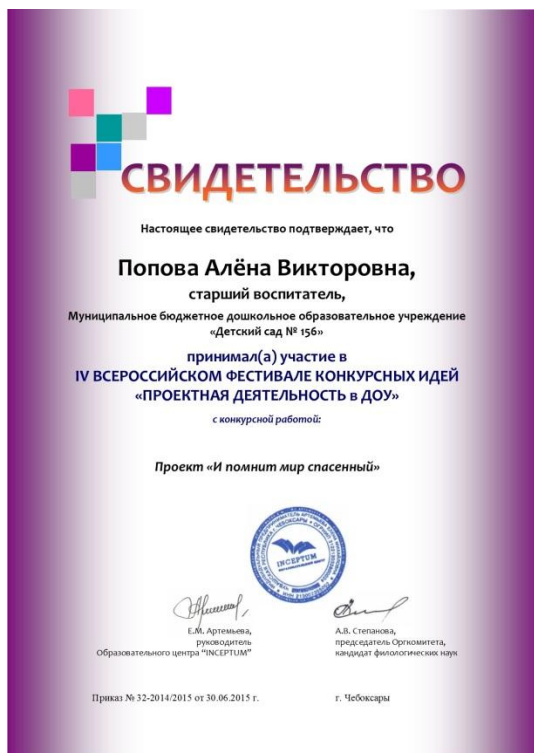 СВИДЕТЕЛЬСТВО
Настоящее свидетельство подтверждает, что
Попова Алёна Викторовна,
старший воспитатель,
Муниципальное бюджетное дошкольное образовательное учреждение
«Детский сад № 156»
принимал(а) участие в
IV ВСЕРОССИЙСКОМ ФЕСТИВАЛЕ КОНКУРСНЫХ ИДЕЙ
«ПРОЕКТНАЯ ДЕЯТЕЛЬНОСТЬ в ДОУ»
с конкурсной работой:
Проект «И помнит мир спасенный»
INCEPTUM
Е.М. Артемьева,
руководитель
Образовательного центра "INCEPTUM"
А.В. Степанова,
председатель Оргкомитета,
кандидат филологических наук
Приказ № 32-2014/2015 от 30.06.2015 г.
г. Чебоксары